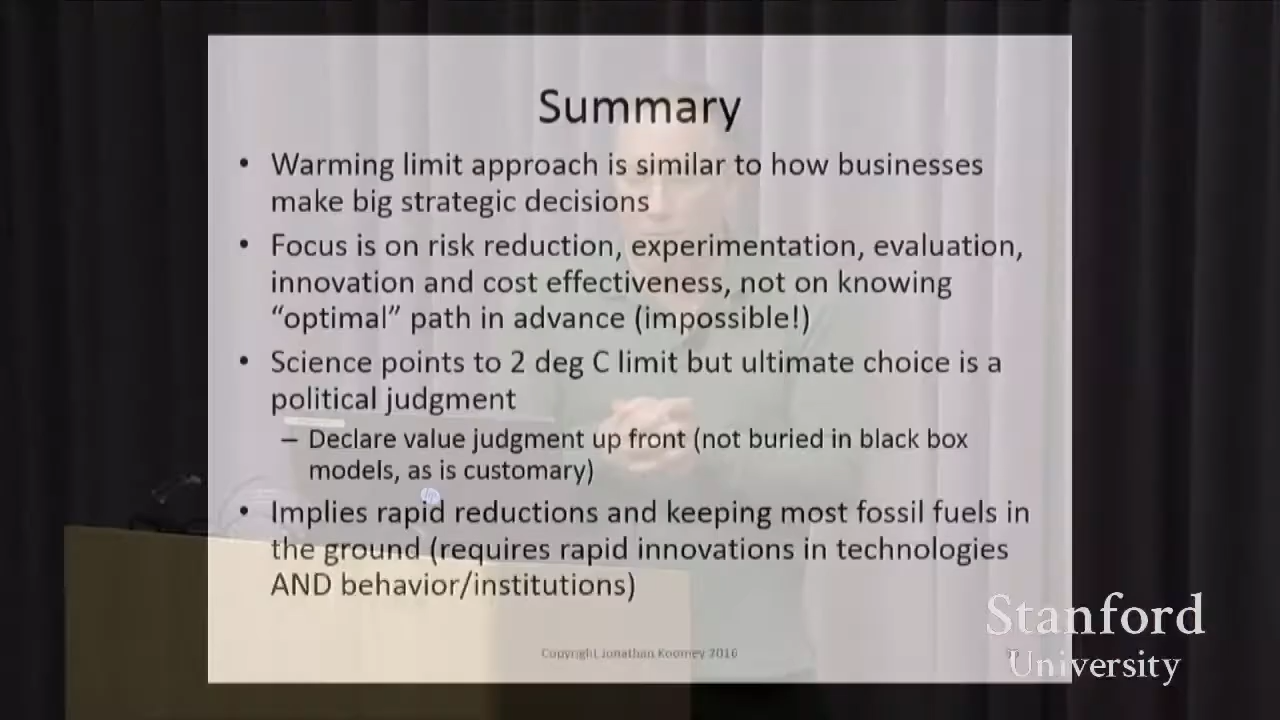 Summary
• Warming limit approach is similar to how businesses
make big strategic decisions
• Focus is on risk reduction, experimentation, evaluation,
innovation and cost effectiveness, not on knowing
“optimal” path in advance (impossible!)
• Science points to 2 deg C limit but ultimate choice is a
political judgment
– Declare value judgment up front (not buried in black box
models, as is customary)
• Implies rapid reductions and keeping most fossil fuels in
the ground (requires rapid innovations in technologies
AND behavior/institutions)
Copyright Jonathan Koomey 2016
Stanford
University